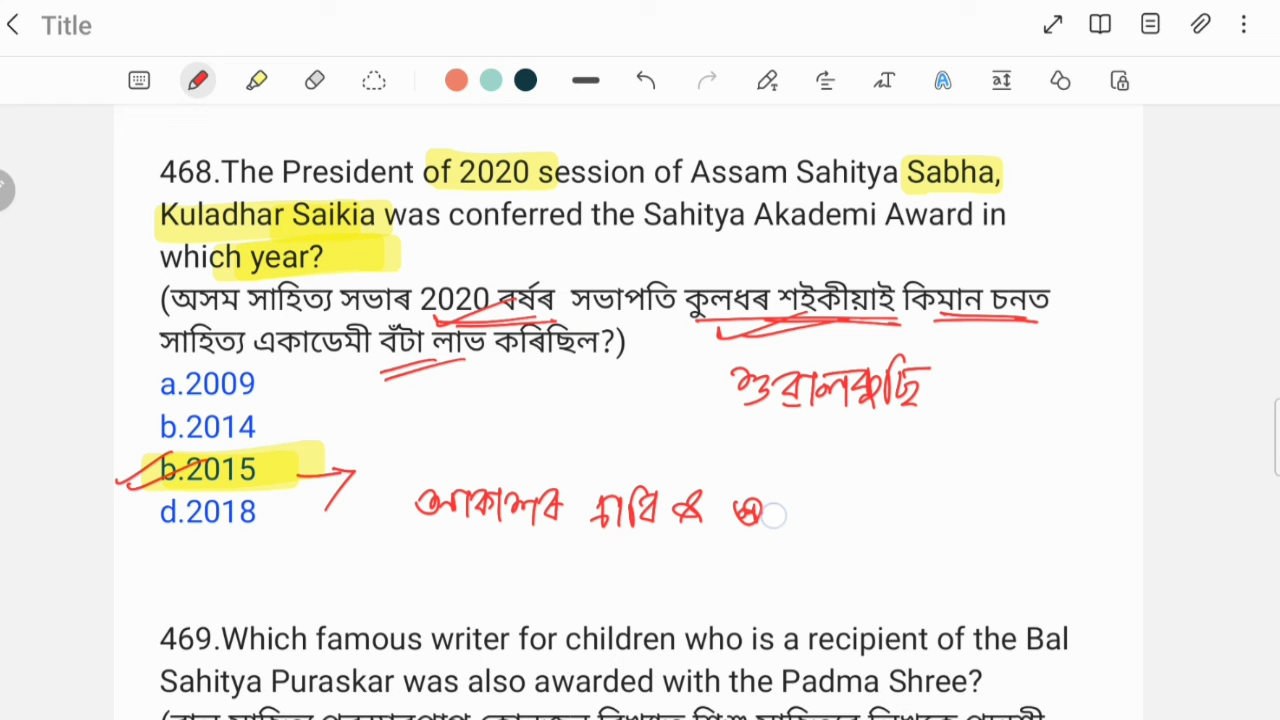 Title
468.The President of 2020 session of Assam Sahitya Sabha,
Kuladhar Saikia was conferred the Sahitya Akademi Award in
which year?
(অসম সাহিত্য সভাৰ 2020 বৰ্ষৰ সভাপতি কুলধৰ শইকীয়াই কিমান চনত
সাহিত্য একাডেমী বঁটা লাভ কৰিছিল?)
a.2009
শুৱালকুছি
b.2014
b.2015
আকাশৰ
d.2018
469.Which famous writer for children who is a recipient of the Bal
Sahitya Puraskar was also awarded with the Padma Shree?